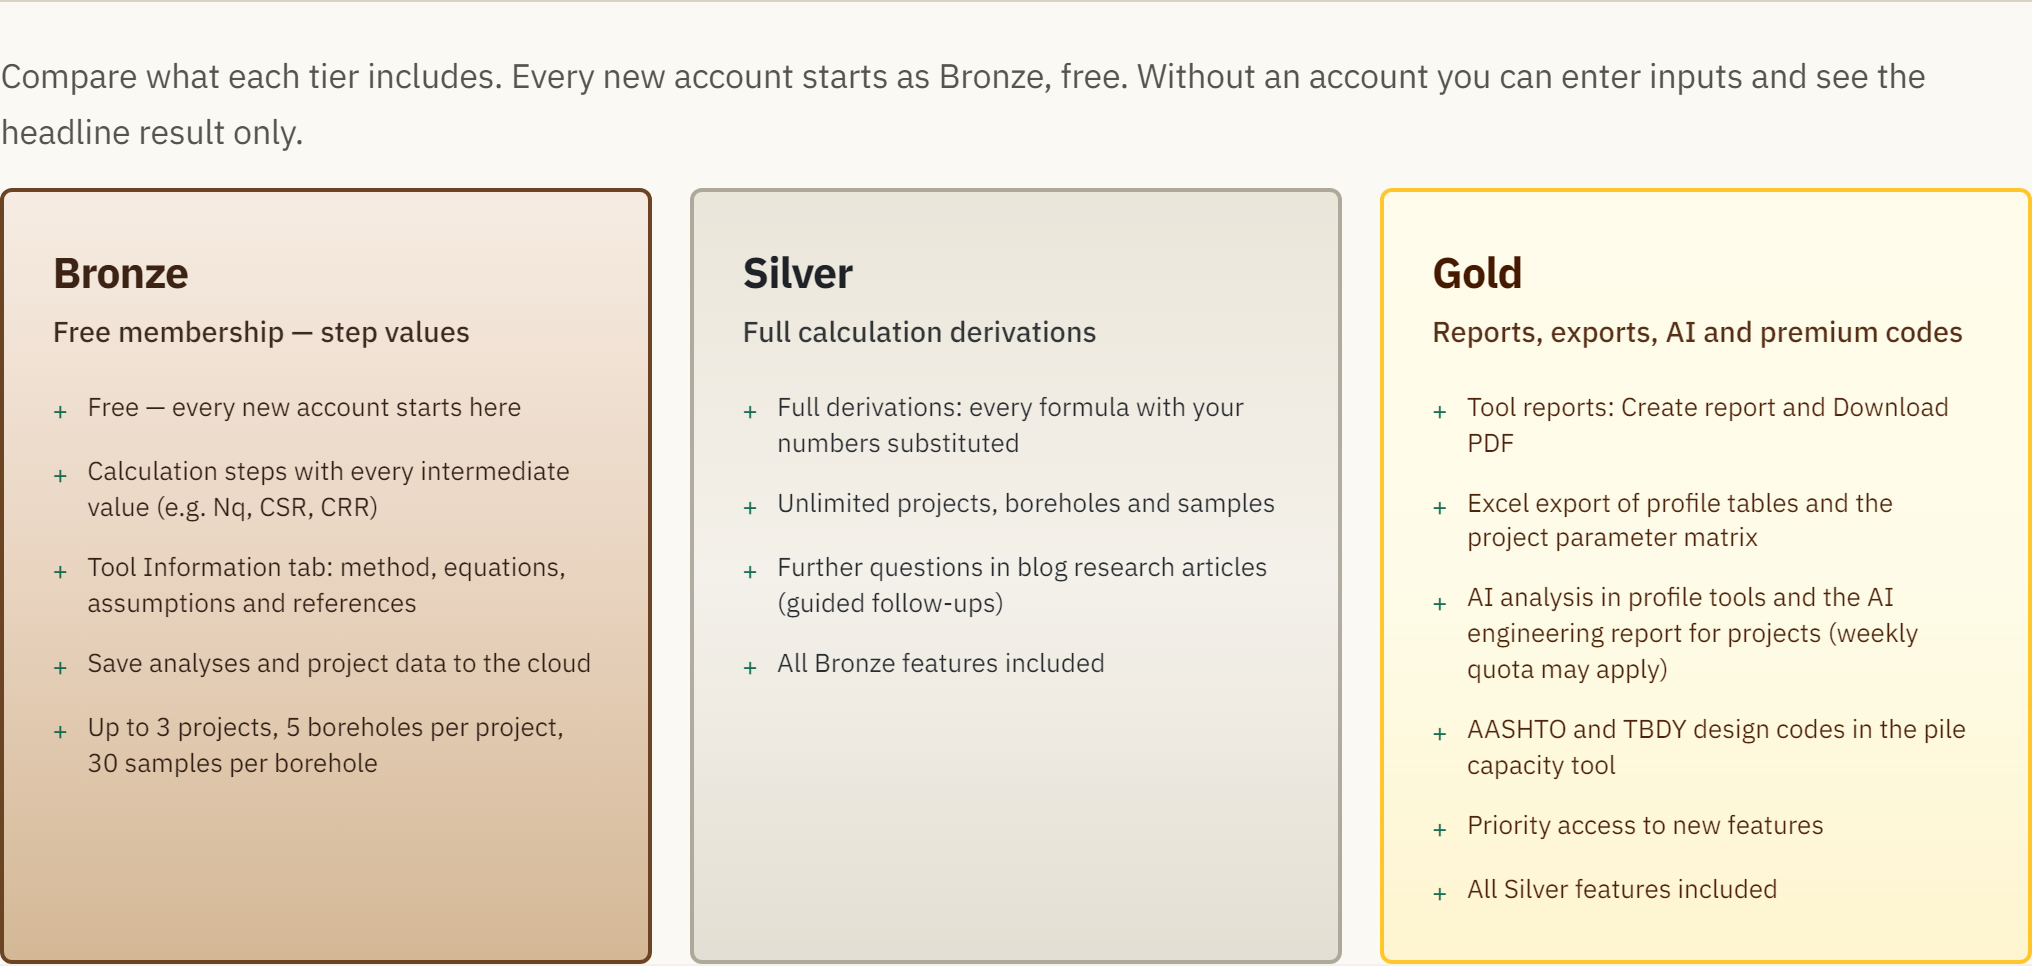 Compare what each tier includes. Every new account starts as Bronze, free. Without an account you can enter inputs and see the
headline result only.
Bronze
Free membership — step values
+ Free — every new account starts here
+ Calculation steps with every intermediate
value (e.g. Nq, CSR, CRR)
+ Tool Information tab: method, equations,
assumptions and references
+ Save analyses and project data to the cloud
+ Up to 3 projects, 5 boreholes per project,
30 samples per borehole
Silver
Full calculation derivations
+ Full derivations: every formula with your
numbers substituted
+ Unlimited projects, boreholes and samples
+ Further questions in blog research articles
(guided follow-ups)
+ All Bronze features included
Gold
Reports, exports, AI and premium codes
+ Tool reports: Create report and Download
PDF
+ Excel export of profile tables and the
project parameter matrix
+ AI analysis in profile tools and the AI
engineering report for projects (weekly
quota may apply)
+ AASHTO and TBDY design codes in the pile
capacity tool
+ Priority access to new features
+ All Silver features included